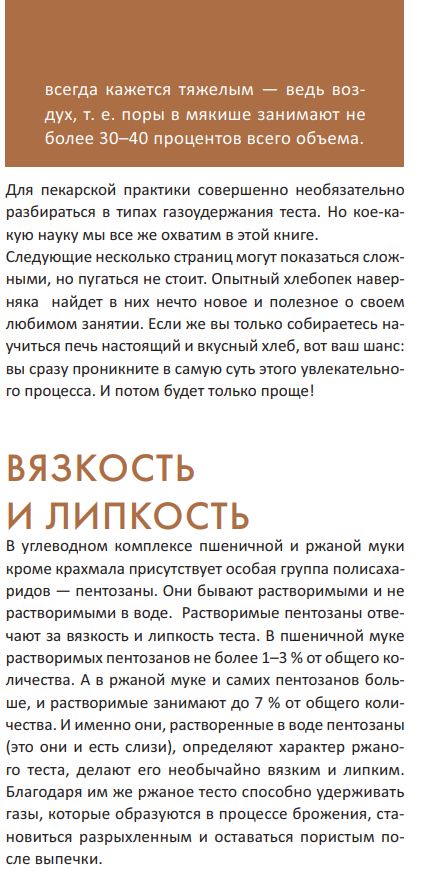 всегда кажется тяжелым — ведь воз-
дух, т. е. поры в мякише занимают не
более 30–40 процентов всего объема.
Для пекарской практики совершенно необязательно
разбираться в типах газоудержания теста. Но кое-ка-
кую науку мы все же охватим в этой книге.
Следующие несколько страниц могут показаться слож-
ными, но пугаться не стоит. Опытный хлебопек навер-
няка найдет в них нечто новое и полезное о своем
любимом занятии. Если же вы только собираетесь на-
учиться печь настоящий и вкусный хлеб, вот ваш шанс:
вы сразу проникните в самую суть этого увлекательно-
го процесса. И потом будет только проще!
ВЯЗКОСТЬ
И ЛИПКОСТЬ
В углеводном комплексе пшеничной и ржаной муки
кроме крахмала присутствует особая группа полисаха-
ридов — пентозаны. Они бывают растворимыми и не
растворимыми в воде. Растворимые пентозаны отве-
чают за вязкость и липкость теста. В пшеничной муке
растворимых пентозанов не более 1–3 % от общего ко-
личества. А в ржаной муке и самих пентозанов боль-
ше, и растворимые занимают до 7 % от общего коли-
чества. И именно они, растворенные в воде пентозаны
(это они и есть слизи), определяют характер ржано-
го теста, делают его необычайно вязким и липким.
Благодаря им же ржаное тесто способно удерживать
газы, которые образуются в процессе брожения, ста-
новиться разрыхленным и оставаться пористым по-
сле выпечки.